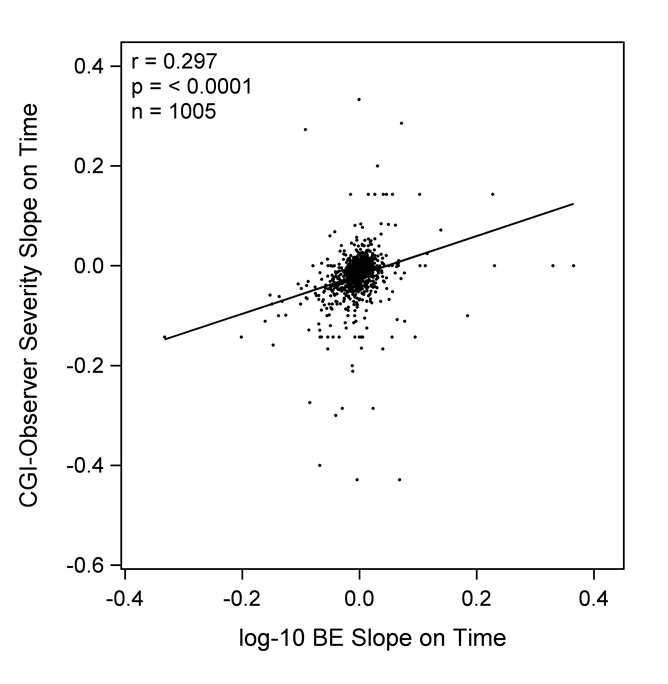 r = 0.297
p = < 0.0001
n = 1005
CGI-Observer Severity Slope on Time
0.4
0.2
0.0
-0.2
-0.4
-0.6
-0.4 -0.2 0.0 0.2 0.4
log-10 BE Slope on Time